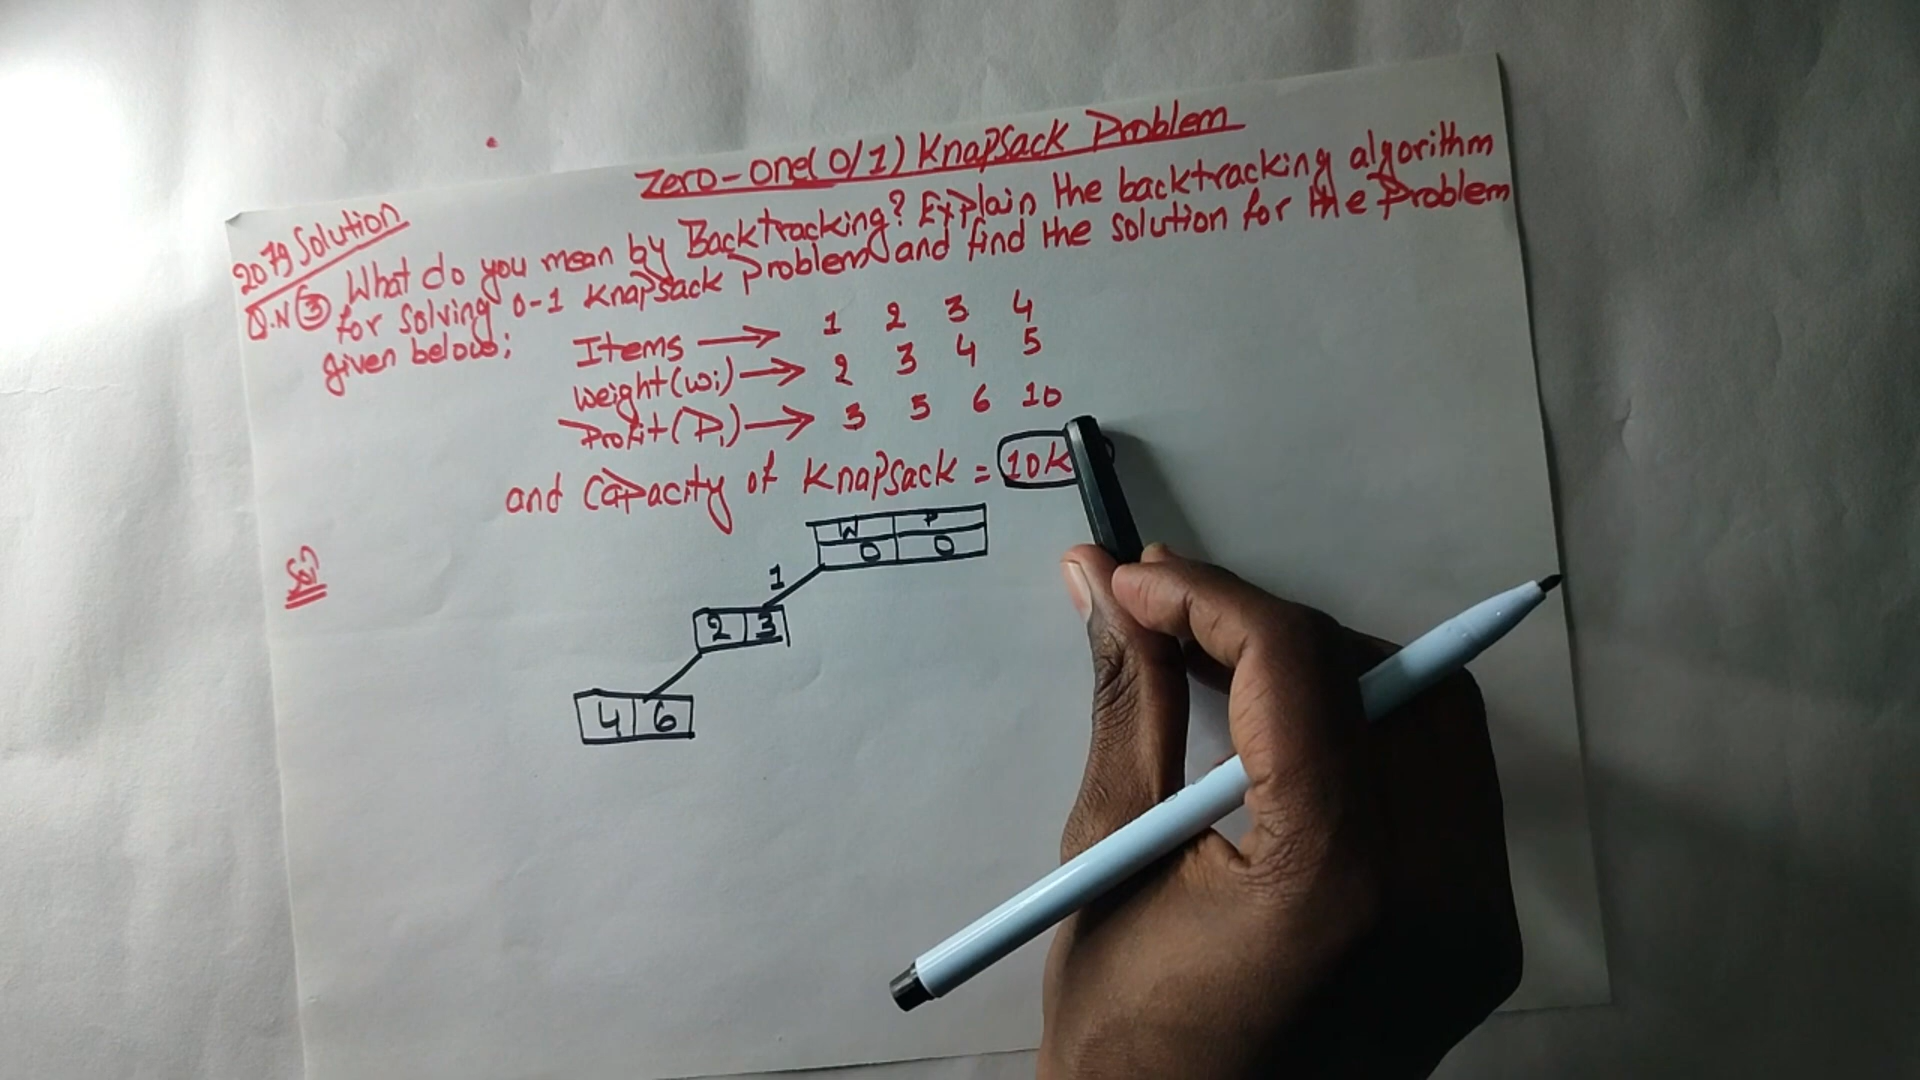 Zero-one(0/1) Knapsack Problem
2079 Solution
Q.N(3) What do you mean by Backtracking? Explain the backtracking algorithm
for solving 0-1 Knapsack Problem and find the solution for the Problem
given below;
Items → 1 2 3 4
Weight(wi) → 2 3 4 5
Profit(Pi) → 3 5 6 10
and Capacity of Knapsack = 10K
Sol
W P
0 0
1
2 3
4 6